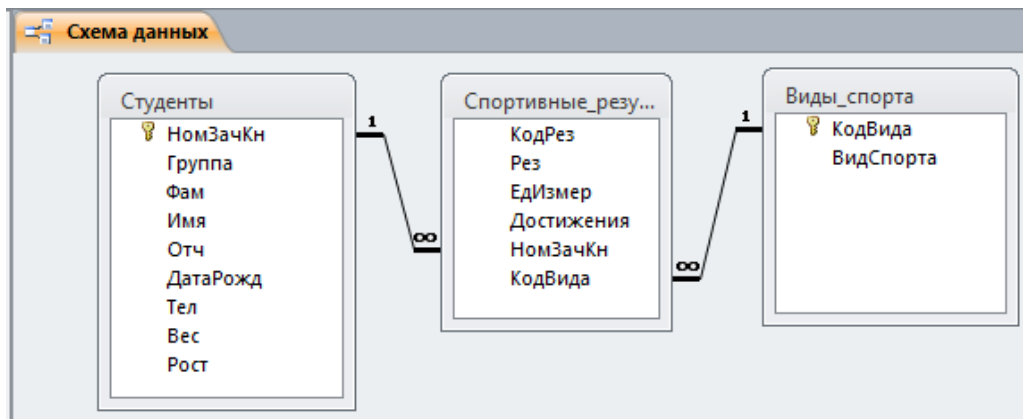 Схема данных
Студенты
НомЗачКн
Группа
Фам
Имя
Отч
ДатаРожд
Тел
Вес
Рост
1
∞
Спортивные_резу...
КодРез
Рез
ЕдИзмер
Достижения
НомЗачКн
КодВида
1
∞
Виды_спорта
КодВида
ВидСпорта